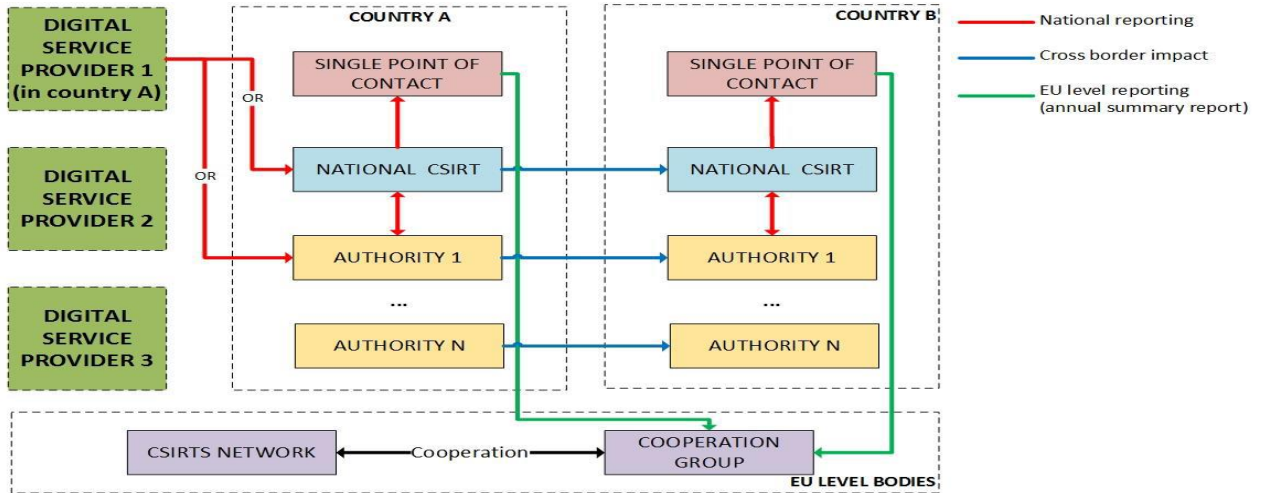 DIGITAL
SERVICE
PROVIDER 1
(in country A)
DIGITAL
SERVICE
PROVIDER 2
DIGITAL
SERVICE
PROVIDER 3
OR
OR
COUNTRY A
SINGLE POINT OF
CONTACT
NATIONAL CSIRT
AUTHORITY 1
...
AUTHORITY N
COUNTRY B
SINGLE POINT OF
CONTACT
NATIONAL CSIRT
AUTHORITY 1
...
AUTHORITY N
National reporting
Cross border impact
EU level reporting
(annual summary report)
CSIRTS NETWORK
Cooperation
COOPERATION
GROUP
EU LEVEL BODIES